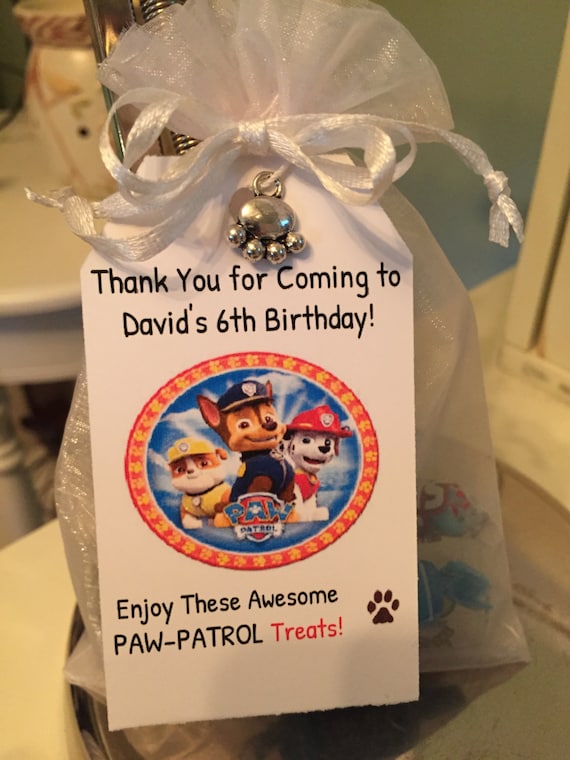 Thank You for Coming to
David's 6th Birthday!
PAW
PATROL
Enjoy These Awesome
PAW-PATROL Treats!